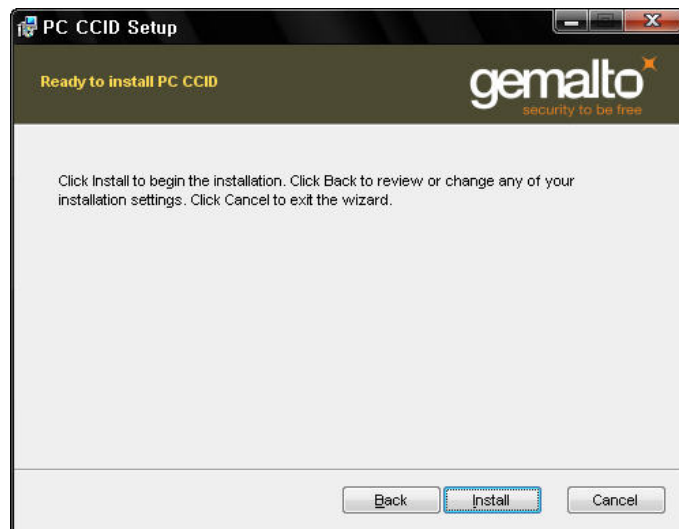 PC CCID Setup
Ready to install PC CCID
gemalto
security to be free
Click Install to begin the installation. Click Back to review or change any of your
installation settings. Click Cancel to exit the wizard.
Back Install Cancel